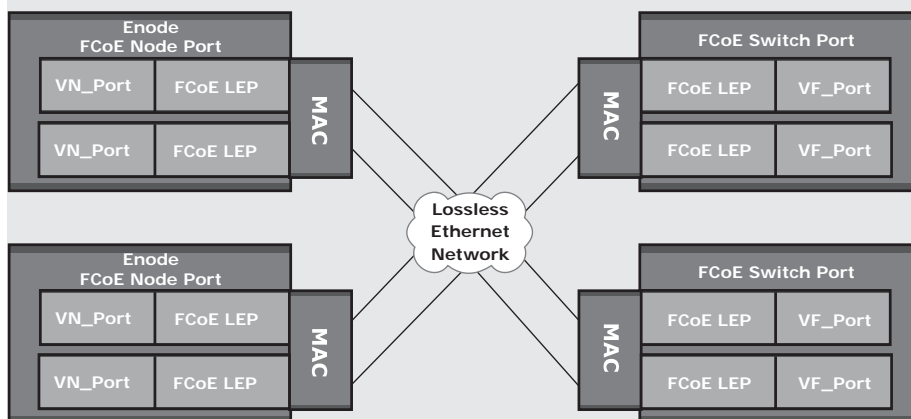 Enode
FCoE Node Port
VN_Port FCoE LEP
VN_Port FCoE LEP
MAC
FCoE Switch Port
MAC
FCoE LEP VF_Port
FCoE LEP VF_Port
Lossless
Ethernet
Network
Enode
FCoE Node Port
VN_Port FCoE LEP
VN_Port FCoE LEP
MAC
FCoE Switch Port
MAC
FCoE LEP VF_Port
FCoE LEP VF_Port